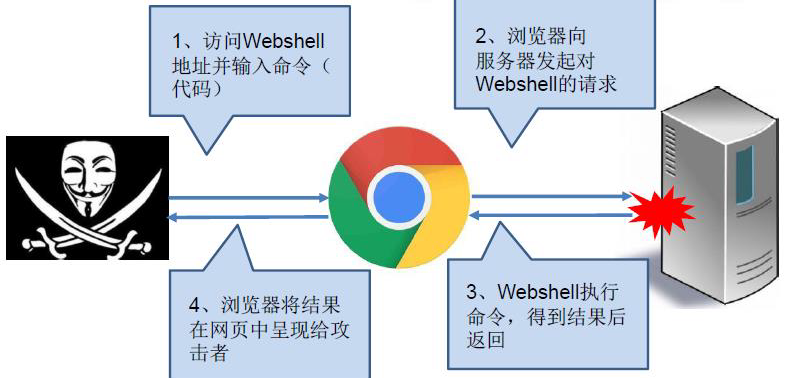 1、访问Webshell
地址并输入命令（
代码）
2、浏览器向
服务器发起对
Webshell的请求
3、Webshell执行
命令，得到结果后
返回
4、浏览器将结果
在网页中呈现给攻
击者